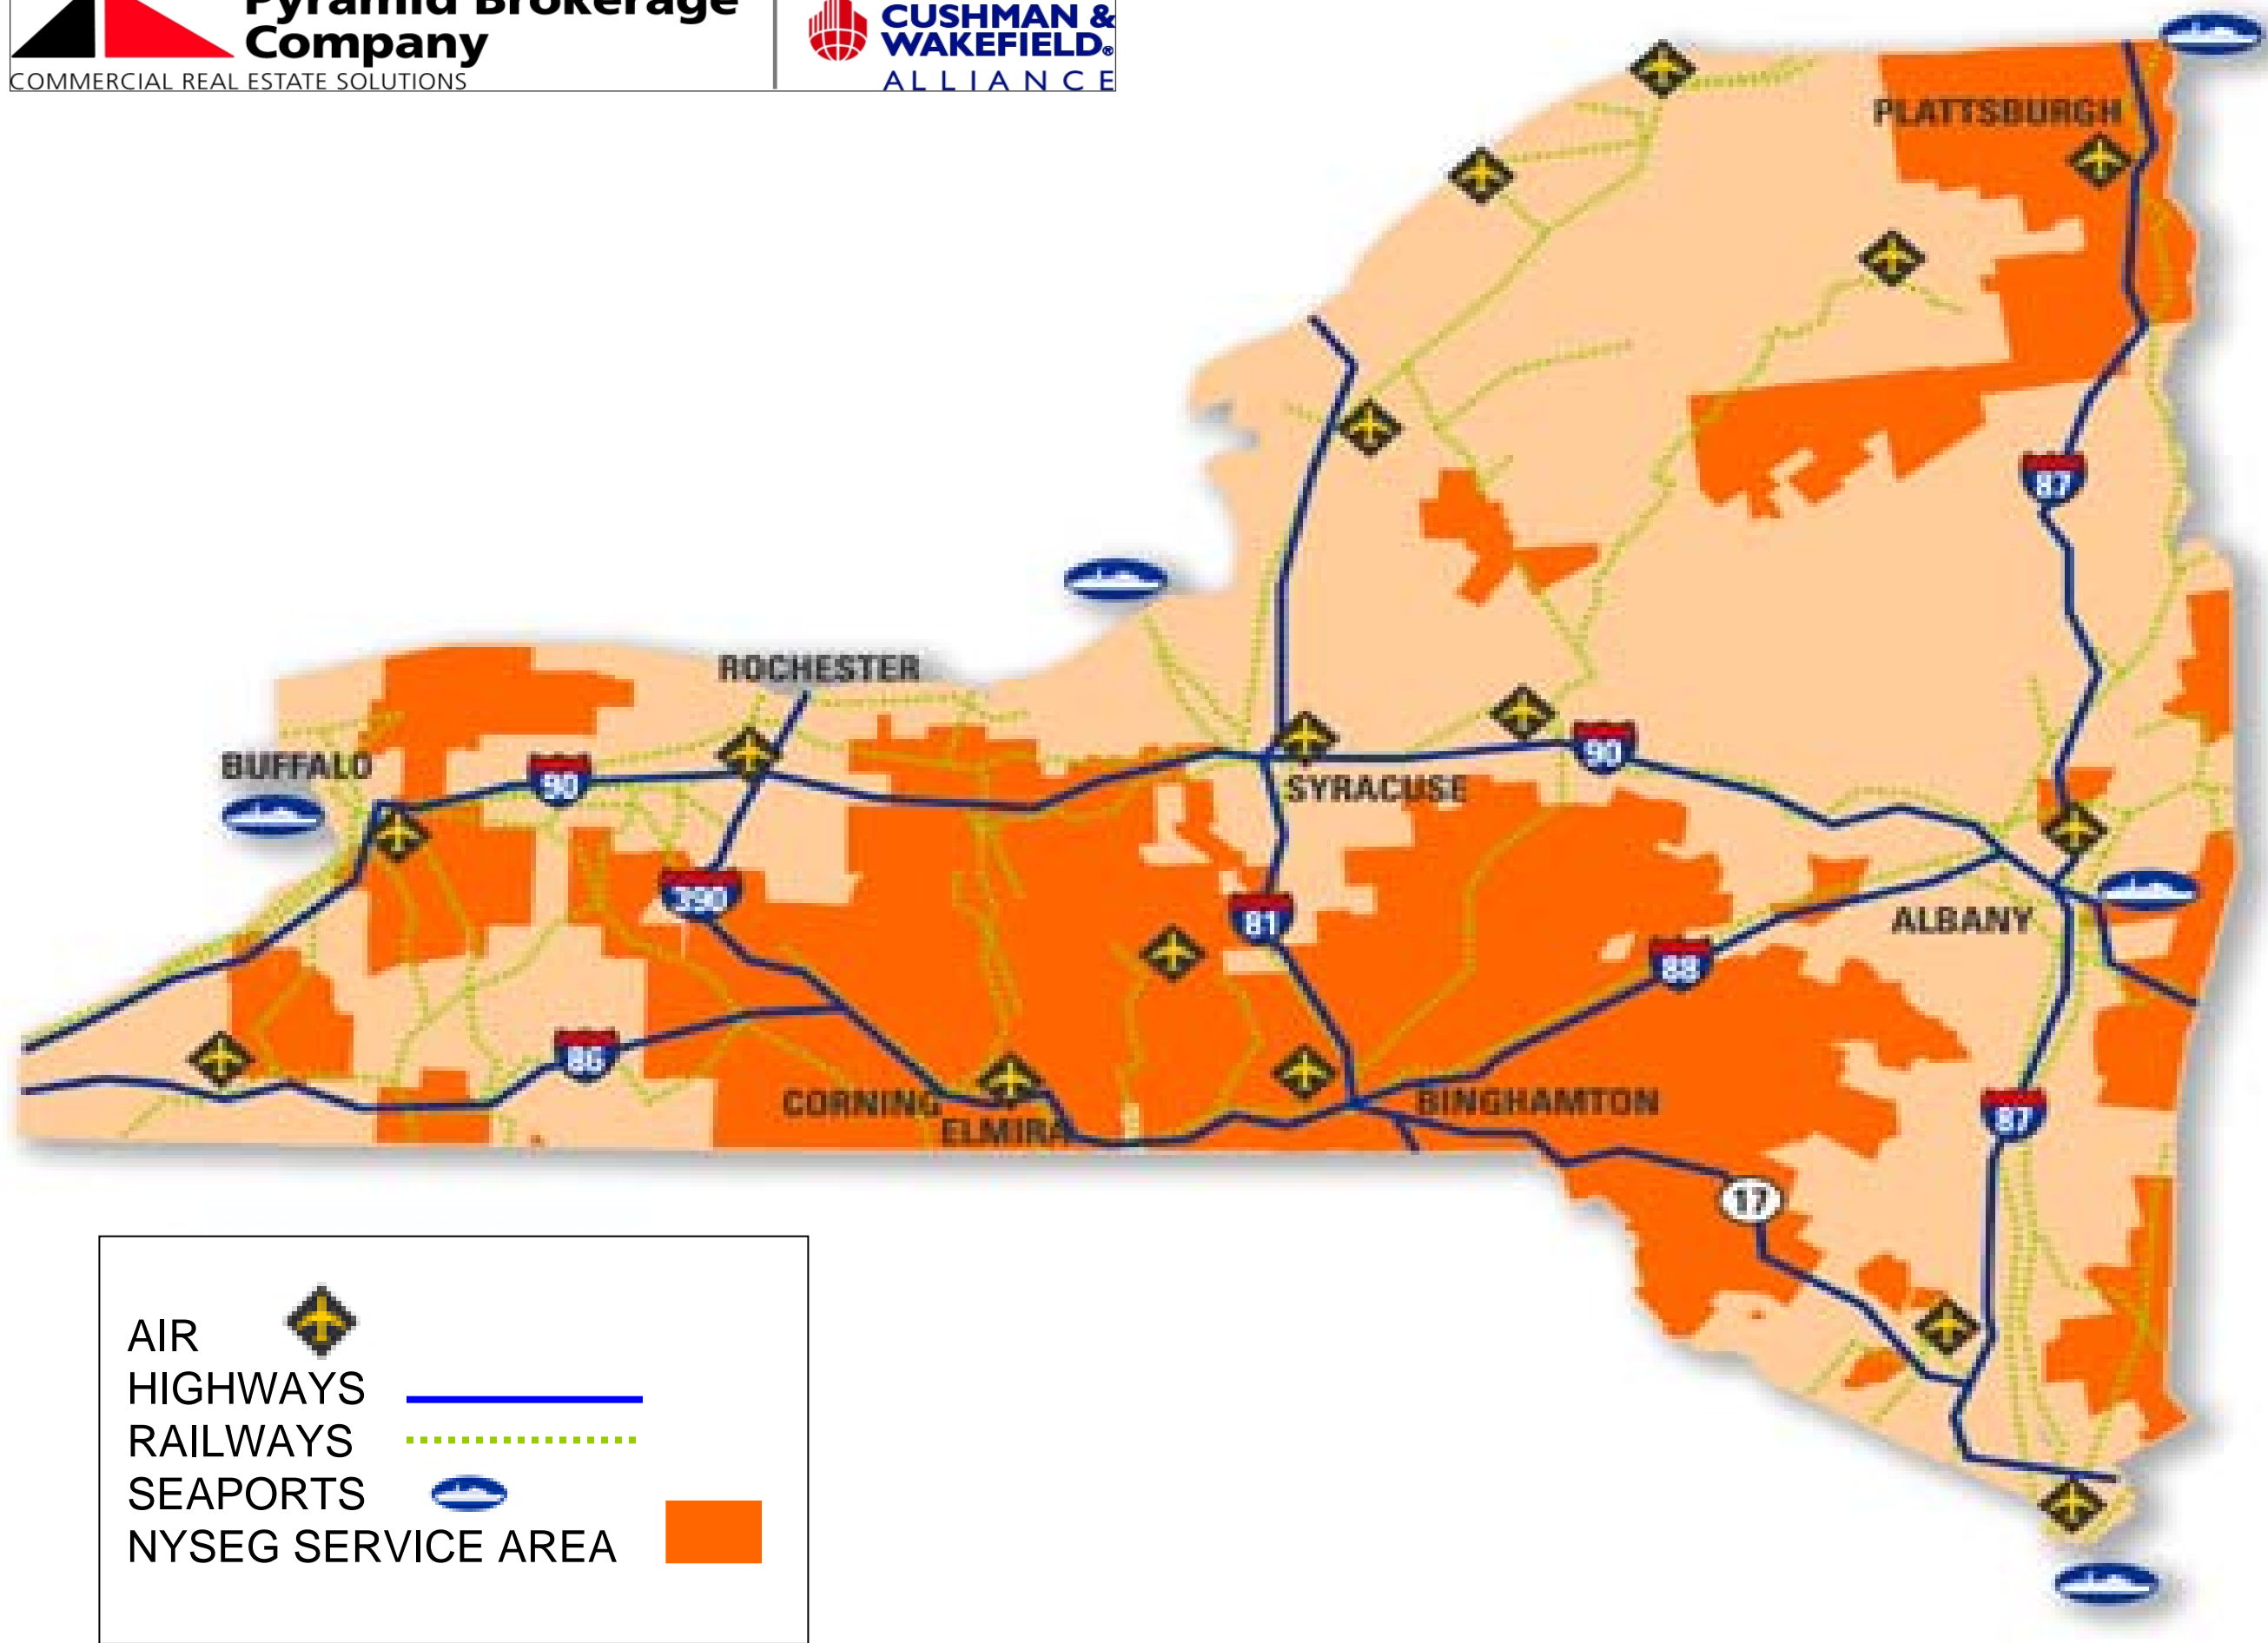 Pyramid Brokerage
Company
COMMERCIAL REAL ESTATE SOLUTIONS
CUSHMAN &
WAKEFIELD®
ALLIANCE
PLATTSBURGH
87
ROCHESTER
BUFFALO
90
90
SYRACUSE
390
81
ALBANY
88
86
CORNING
ELMIRA
BINGHAMTON
87
17
AIR
HIGHWAYS
RAILWAYS
SEAPORTS
NYSEG SERVICE AREA